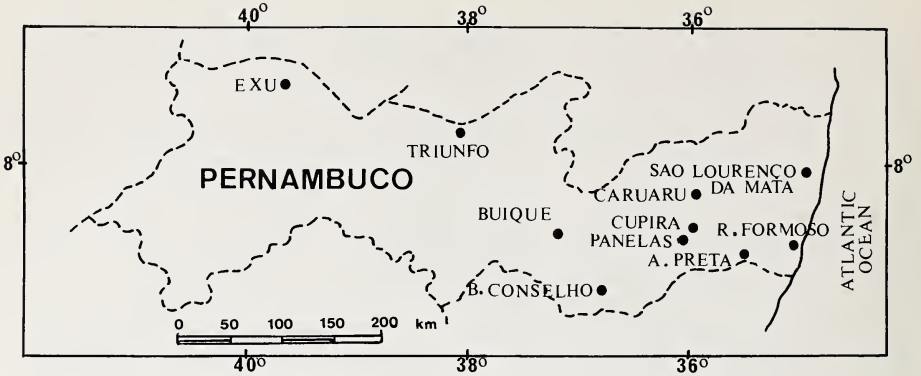 40° 38° 36°
EXU
TRIUNFO
8° 8°
PERNAMBUCO
SAO LOURENÇO
DA MATA
CARUARU
BUIQUE
CUPIRA
R. FORMOSO
PANELAS
A. PRETA
ATLANTIC
OCEAN
B. CONSELHO
0 50 100 150 200 km
40° 38° 36°